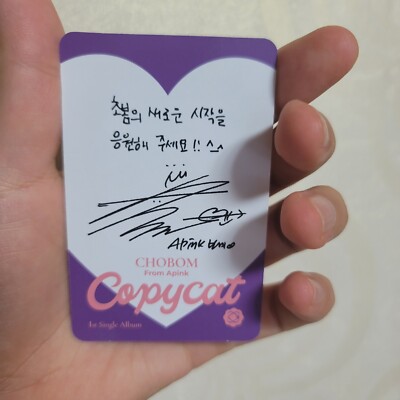 초봄의 새로운 시작을
응원해 주세요!! ^-^
Apink
CHOBOM
From Apink
Copycat
1st Single Album